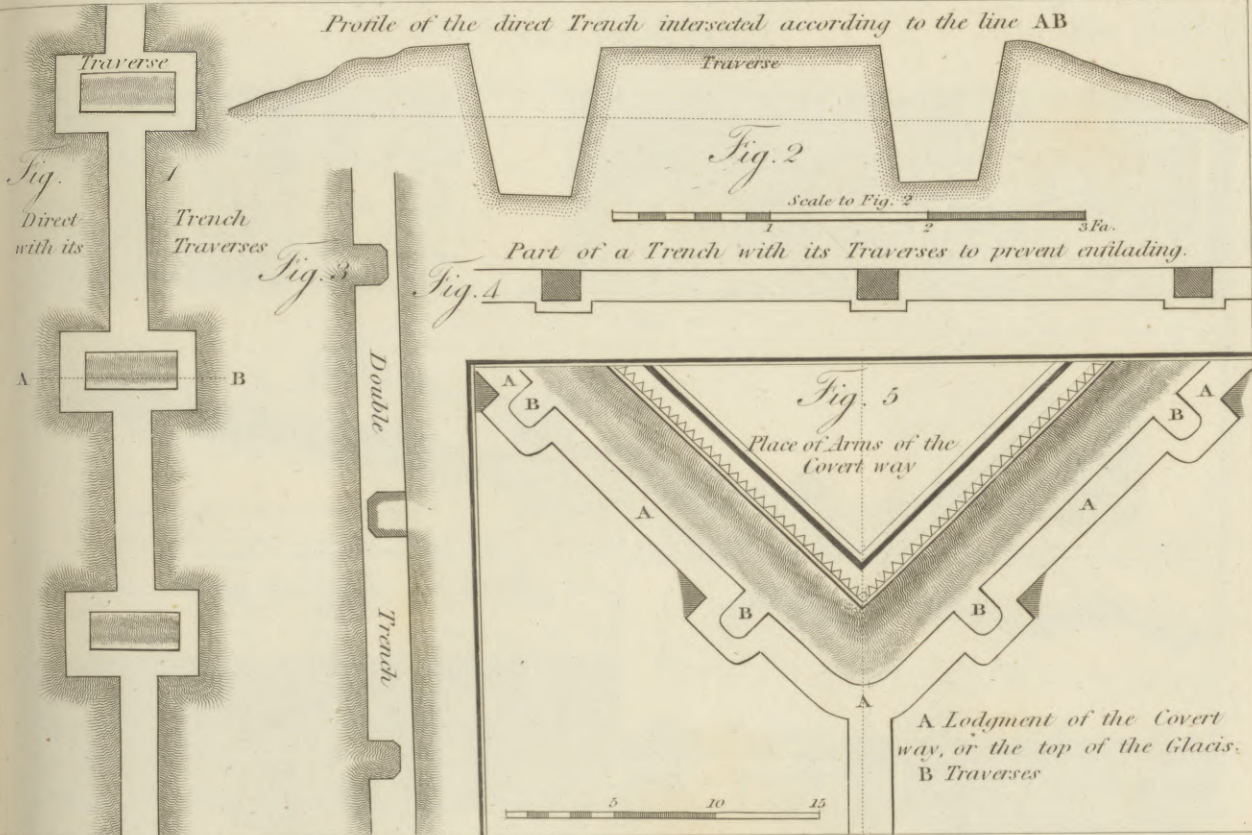 Profile of the direct Trench intersected according to the line AB
Traverse
Fig. 1
Direct Trench
with its Traverses
A B
Traverse
Fig. 2
Scale to Fig. 2
1 2 3 Fa.
Fig. 3
Double
Trench
Part of a Trench with its Traverses to prevent enfilading.
Fig. 4
Fig. 5
Place of Arms of the
Covert way
A A
B B
A A
B B
A
A Lodgment of the Covert
way, or the top of the Glacis.
B Traverses
5 10 15